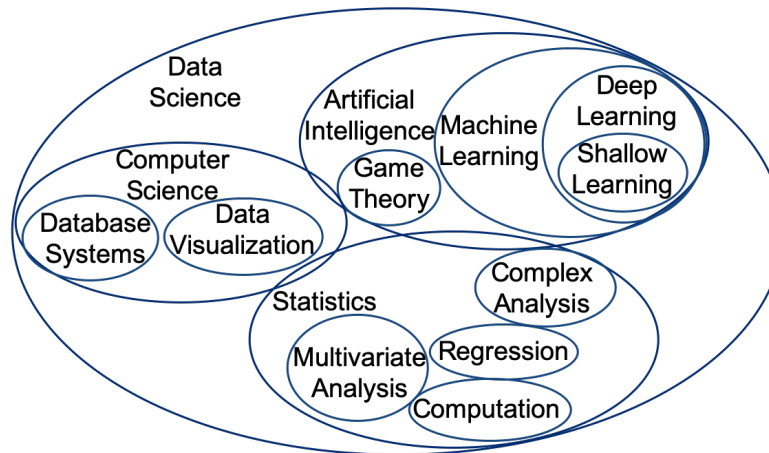 Data
Science
Artificial
Intelligence
Machine
Learning
Deep
Learning
Shallow
Learning
Game
Theory
Computer
Science
Database
Systems
Data
Visualization
Statistics
Complex
Analysis
Multivariate
Analysis
Regression
Computation